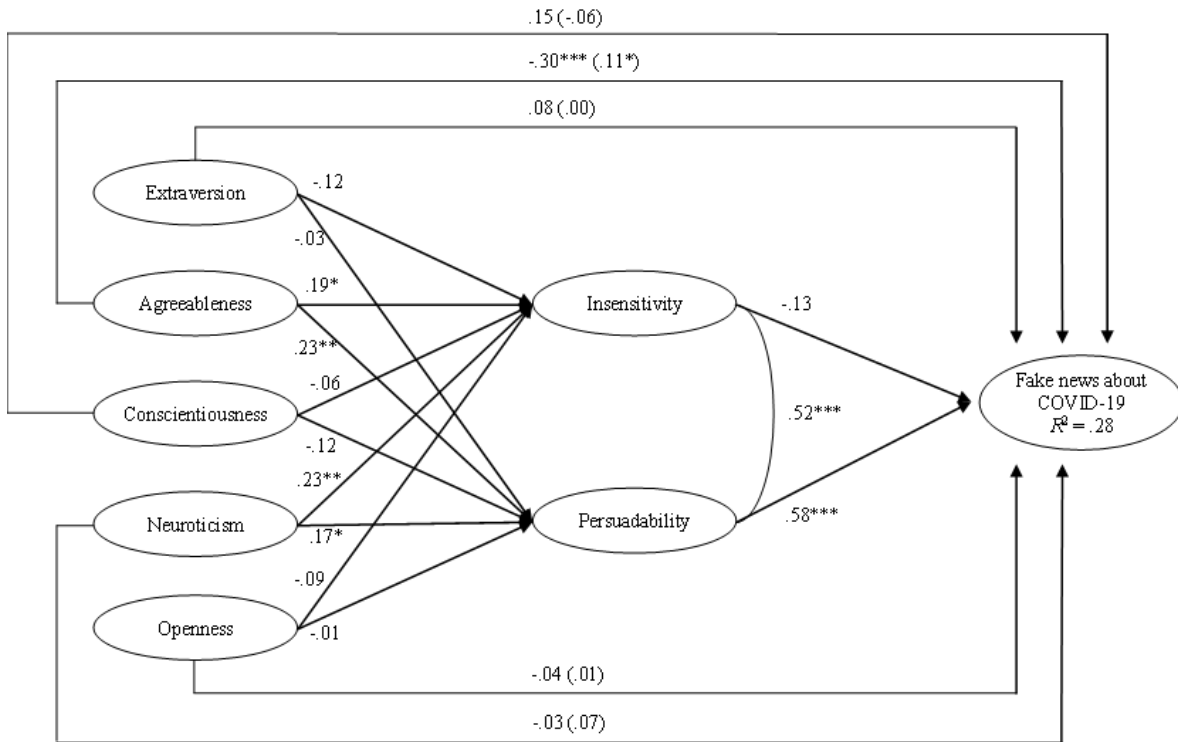 .15 (-.06)
-.30*** (.11*)
.08 (.00)
Extraversion
-.12
-.03
Agreeableness
.19*
Insensitivity
-.13
.23**
-.06
Fake news about
COVID-19
R² = .28
Conscientiousness
.52***
-.12
.23**
Neuroticism
.17*
Persuadability
.58***
-.09
Openness
-.01
-.04 (.01)
-.03 (.07)